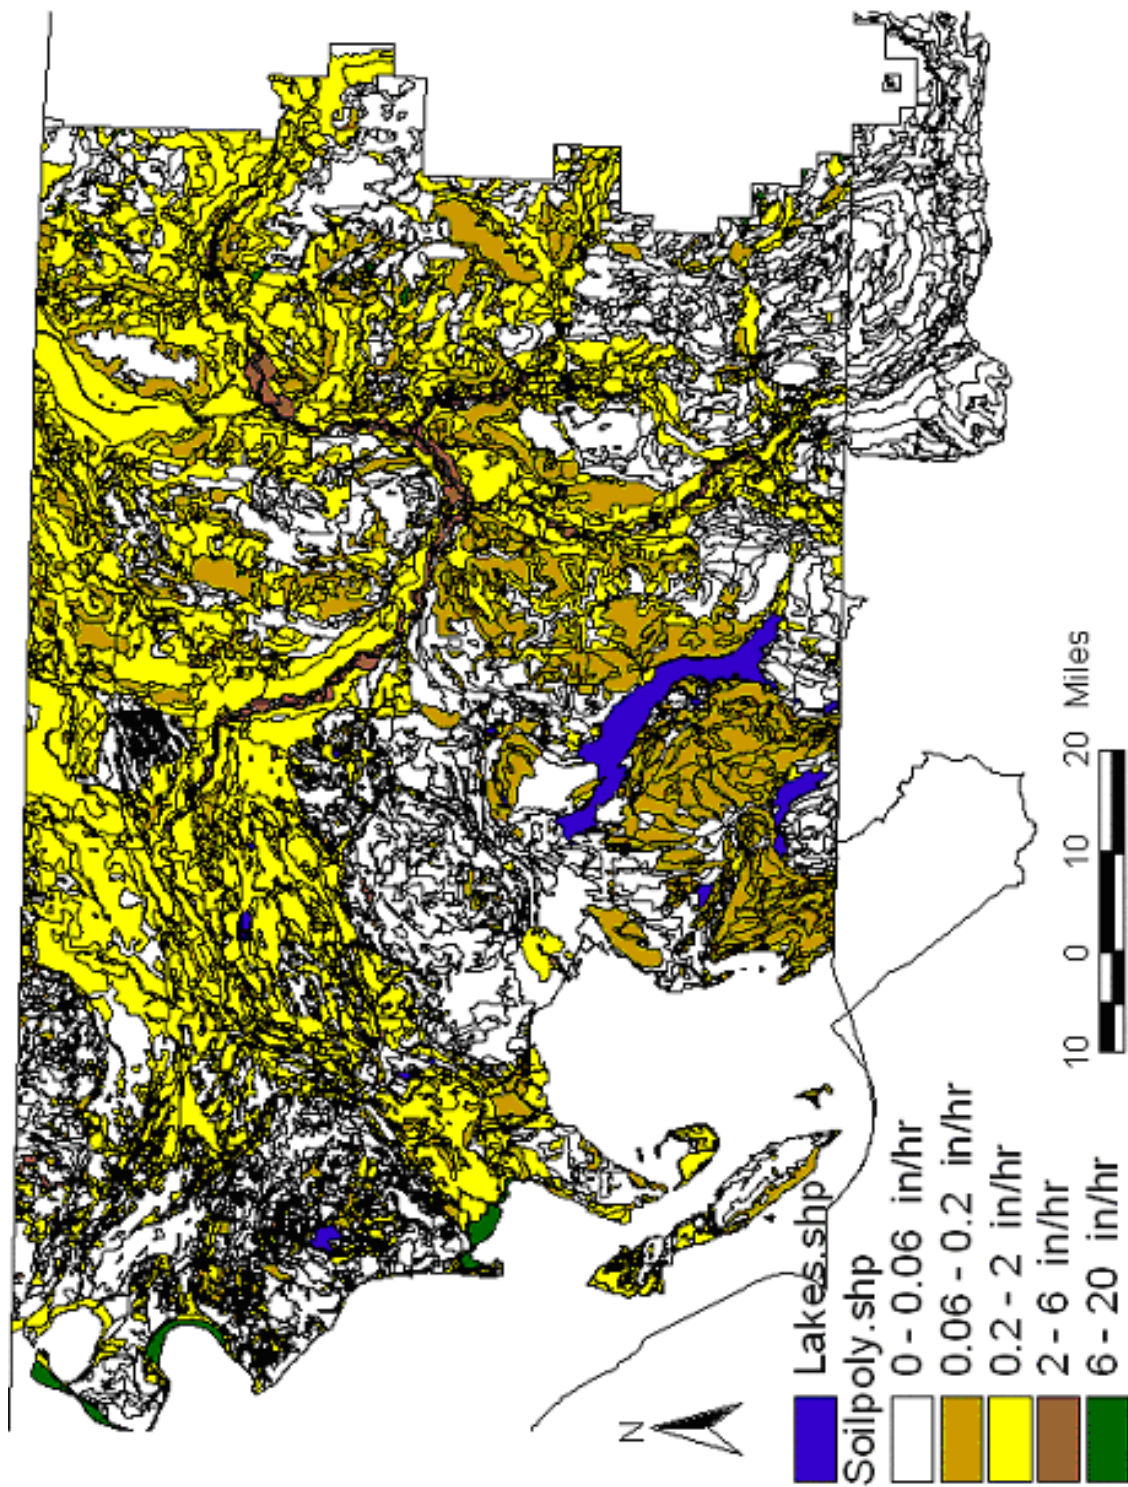 N
Lakes.shp
Soilpoly.shp
0 - 0.06 in/hr
0.06 - 0.2 in/hr
0.2 - 2 in/hr
2 - 6 in/hr
6 - 20 in/hr
10 0 10 20 Miles